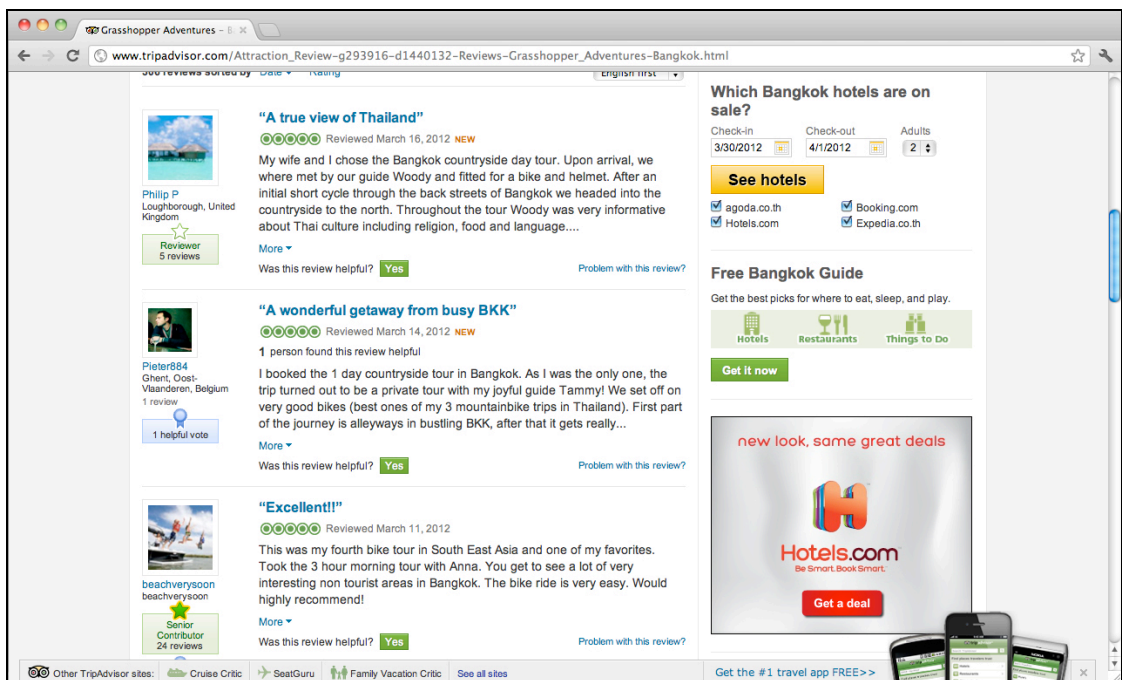 Grasshopper Adventures – B
www.tripadvisor.com/Attraction_Review-g293916-d1440132-Reviews-Grasshopper_Adventures-Bangkok.html
reviews sorted by Date Rating
English first
“A true view of Thailand”
Reviewed March 16, 2012 NEW
My wife and I chose the Bangkok countryside day tour. Upon arrival, we
where met by our guide Woody and fitted for a bike and helmet. After an
initial short cycle through the back streets of Bangkok we headed into the
countryside to the north. Throughout the tour Woody was very informative
about Thai culture including religion, food and language....
More
Was this review helpful? Yes
Problem with this review?
Philip P
Loughborough, United
Kingdom
Reviewer
5 reviews
“A wonderful getaway from busy BKK”
Reviewed March 14, 2012 NEW
1 person found this review helpful
I booked the 1 day countryside tour in Bangkok. As I was the only one, the
trip turned out to be a private tour with my joyful guide Tammy! We set off on
very good bikes (best ones of my 3 mountainbike trips in Thailand). First part
of the journey is alleyways in bustling BKK, after that it gets really...
More
Was this review helpful? Yes
Problem with this review?
Pieter884
Ghent, Oost-
Vlaanderen, Belgium
1 review
1 helpful vote
“Excellent!!”
Reviewed March 11, 2012
This was my fourth bike tour in South East Asia and one of my favorites.
Took the 3 hour morning tour with Anna. You get to see a lot of very
interesting non tourist areas in Bangkok. The bike ride is very easy. Would
highly recommend!
More
Was this review helpful? Yes
Problem with this review?
beachverysoon
beachverysoon
Senior
Contributor
24 reviews
Which Bangkok hotels are on
sale?
Check-in Check-out Adults
3/30/2012 4/1/2012 2
See hotels
agoda.co.th Booking.com
Hotels.com Expedia.co.th
Free Bangkok Guide
Get the best picks for where to eat, sleep, and play.
Hotels Restaurants Things to Do
Get it now
new look, same great deals
H
Hotels.com
Be Smart. Book Smart.
Get a deal
Other TripAdvisor sites: Cruise Critic SeatGuru Family Vacation Critic See all sites
Get the #1 travel app FREE>>